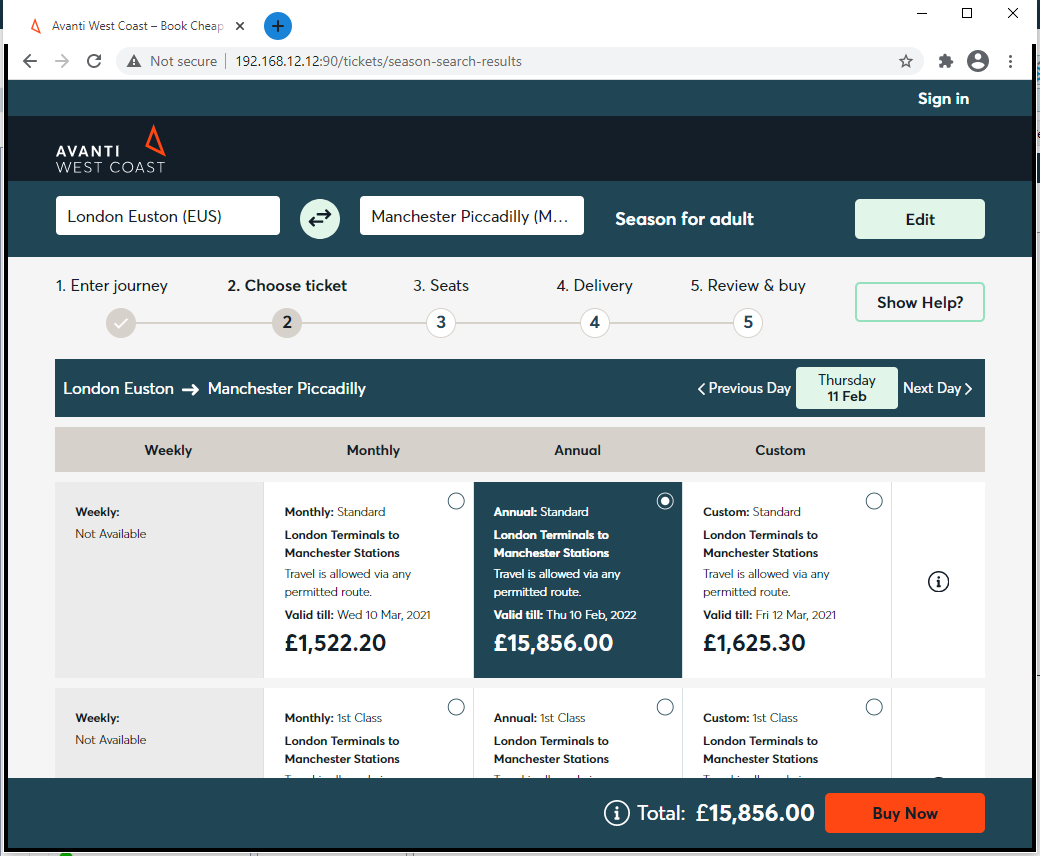 Avanti West Coast – Book Cheap
Not secure | 192.168.12.12:90/tickets/season-search-results
Sign in
AVANTI
WEST COAST
London Euston (EUS)
Manchester Piccadilly (M...
Season for adult
Edit
1. Enter journey
2. Choose ticket
3. Seats
4. Delivery
5. Review & buy
2
3
4
5
Show Help?
London Euston → Manchester Piccadilly
Previous Day
Thursday
11 Feb
Next Day
Weekly
Monthly
Annual
Custom
Weekly:
Not Available
Monthly: Standard
London Terminals to
Manchester Stations
Travel is allowed via any
permitted route.
Valid till: Wed 10 Mar, 2021
£1,522.20
Annual: Standard
London Terminals to
Manchester Stations
Travel is allowed via any
permitted route.
Valid till: Thu 10 Feb, 2022
£15,856.00
Custom: Standard
London Terminals to
Manchester Stations
Travel is allowed via any
permitted route.
Valid till: Fri 12 Mar, 2021
£1,625.30
Weekly:
Not Available
Monthly: 1st Class
London Terminals to
Manchester Stations
Annual: 1st Class
London Terminals to
Manchester Stations
Custom: 1st Class
London Terminals to
Manchester Stations
Total: £15,856.00
Buy Now